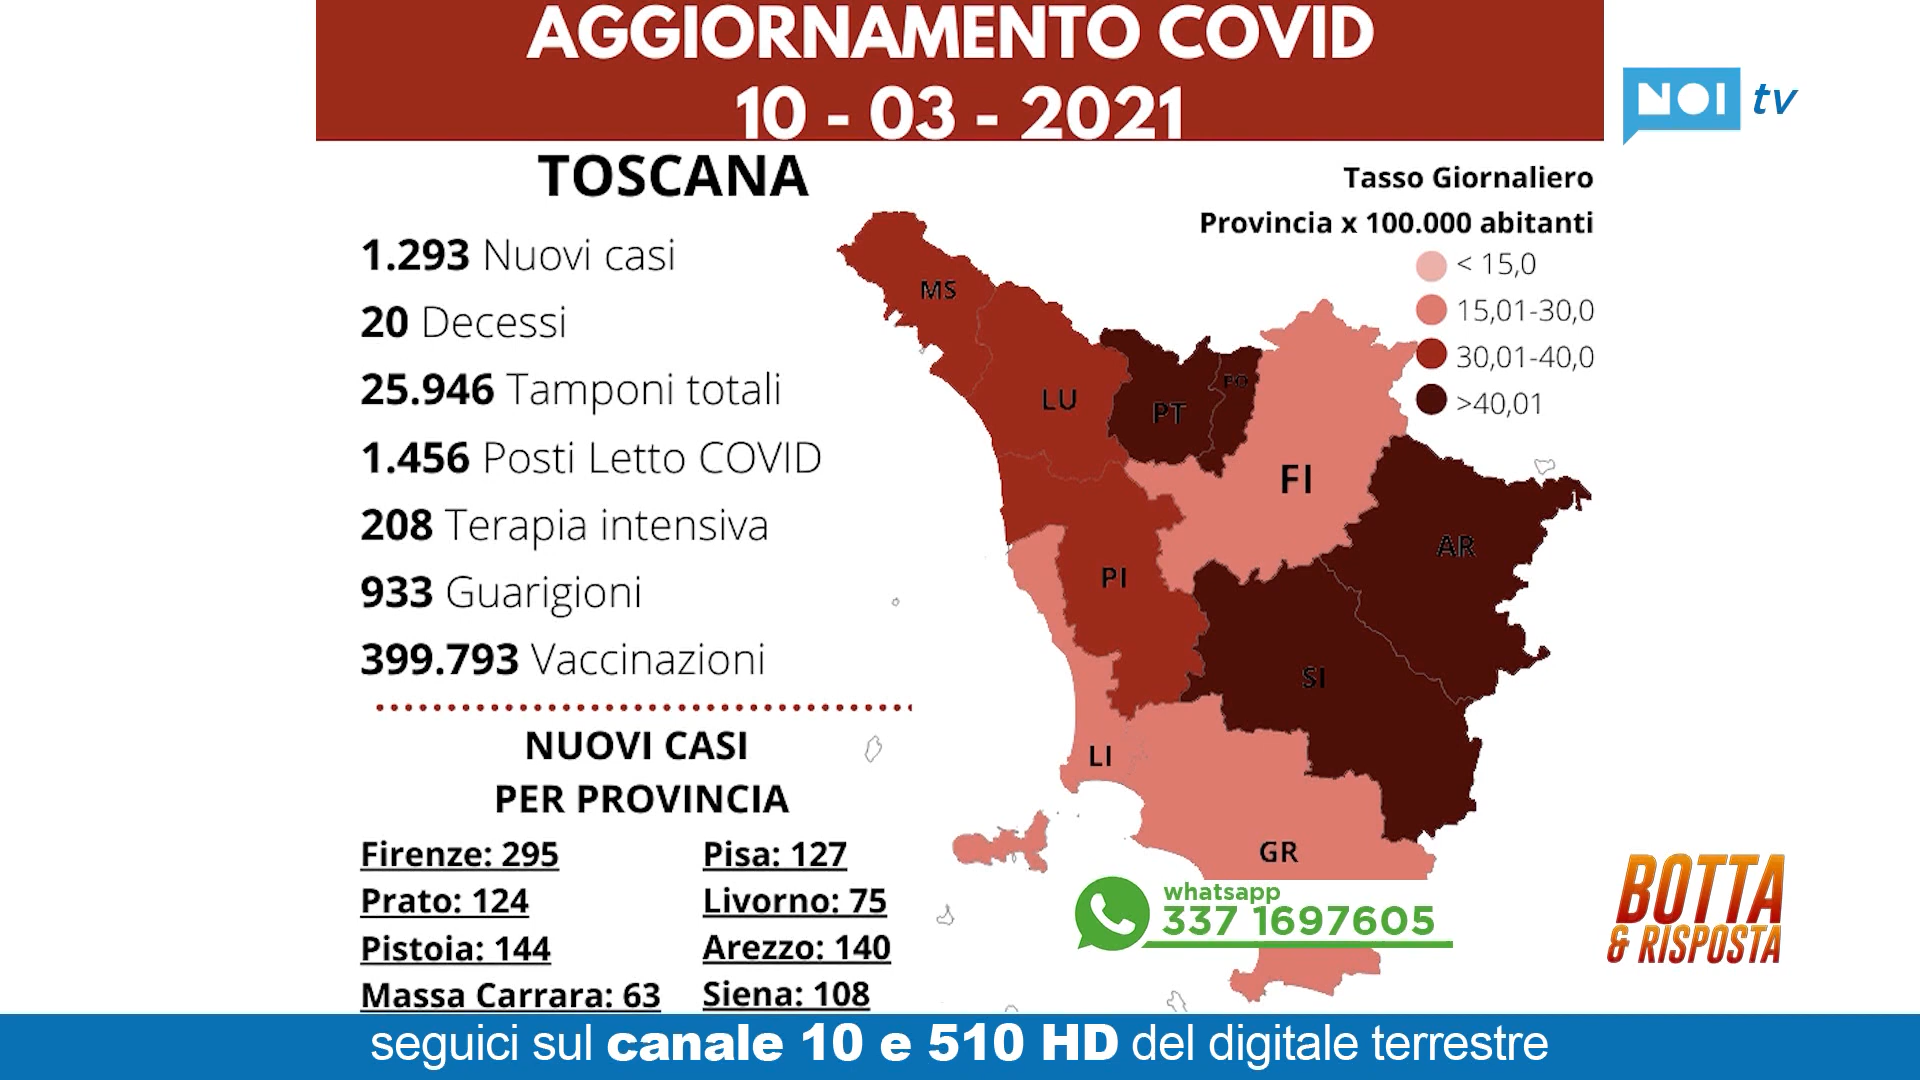 AGGIORNAMENTO COVID
10 - 03 - 2021
NOI tv
TOSCANA
1.293 Nuovi casi
20 Decessi
25.946 Tamponi totali
1.456 Posti Letto COVID
208 Terapia intensiva
933 Guarigioni
399.793 Vaccinazioni
Tasso Giornaliero
Provincia x 100.000 abitanti
< 15,0
15,01-30,0
30,01-40,0
>40,01
MS
LU
PT
PO
FI
AR
PI
SI
LI
GR
NUOVI CASI
PER PROVINCIA
Firenze: 295
Prato: 124
Pistoia: 144
Massa Carrara: 63
Pisa: 127
Livorno: 75
Arezzo: 140
Siena: 108
whatsapp
337 1697605
BOTTA
& RISPOSTA
seguici sul canale 10 e 510 HD del digitale terrestre